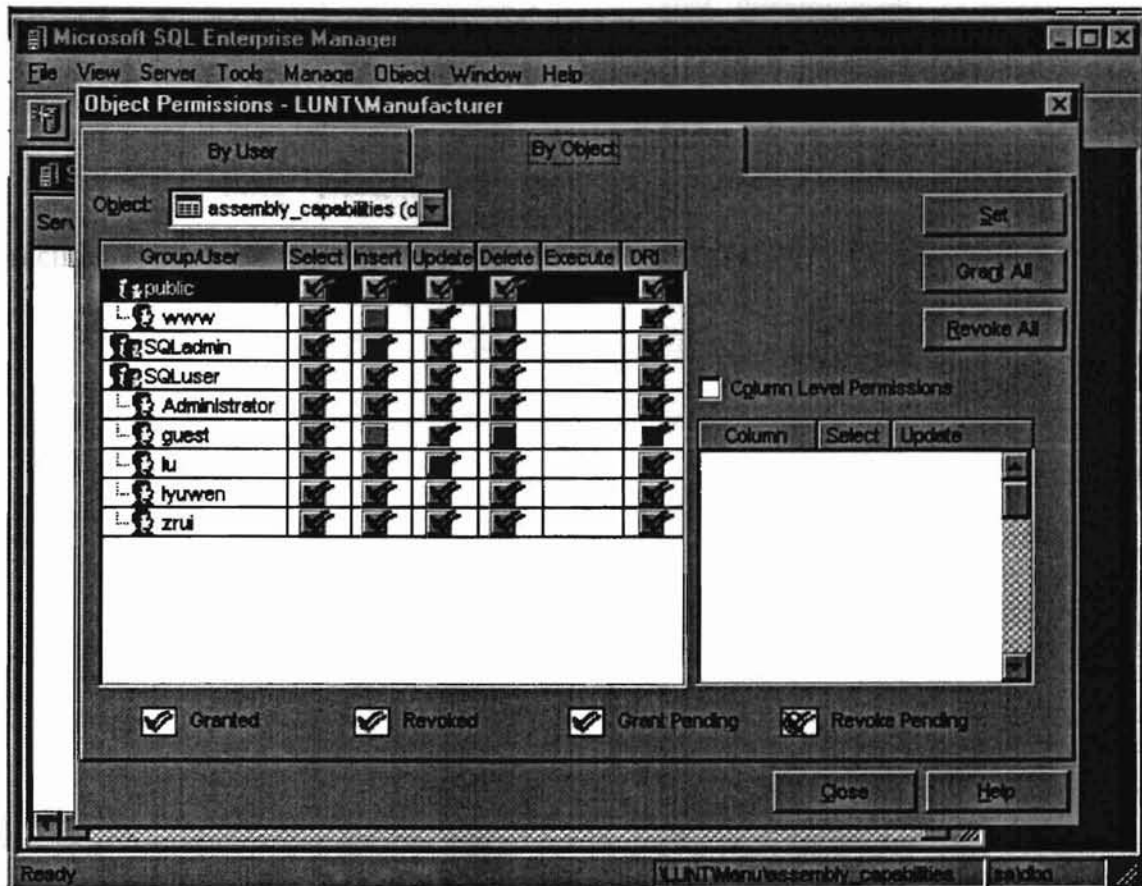 Microsoft SQL Enterprise Manager
File View Server Tools Manage Object Window Help
Object Permissions - LUNT\Manufacturer
By User By Object
Object: assembly_capabilities (d
Set
Grant All
Revoke All
Group/User Select Insert Update Delete Execute DRI
public
www
SQLadmin
SQLuser
Administrator
guest
lu
lyuwen
zrui
Column Level Permissions
Column Select Update
Granted Revoked Grant Pending Revoke Pending
Close Help
Ready \LUNT\Manu\assembly_capabilities sa)dbo